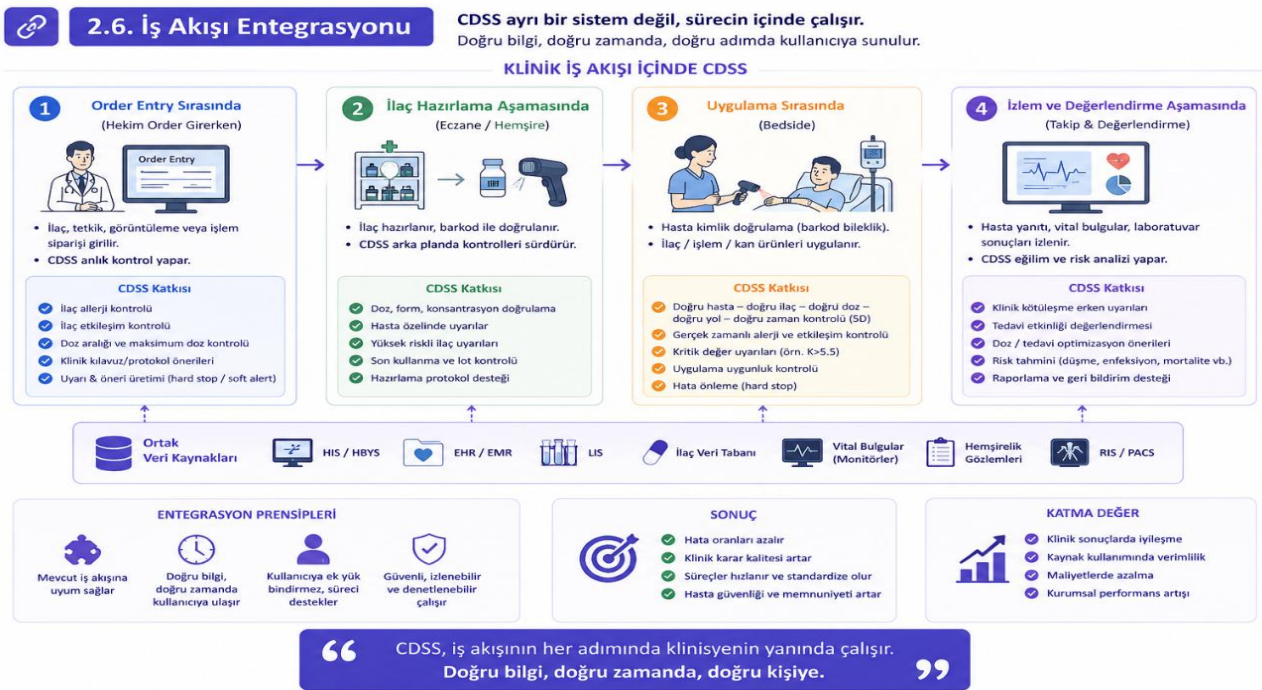 2.6. İş Akışı Entegrasyonu
CDSS ayrı bir sistem değil, sürecin içinde çalışır.
Doğru bilgi, doğru zamanda, doğru adımda kullanıcıya sunulur.
KLİNİK İŞ AKIŞI İÇİNDE CDSS
1
Order Entry Sırasında
(Hekim Order Girerken)
Order Entry
• İlaç, tetkik, görüntüleme veya işlem
siparişi girilir.
• CDSS anlık kontrol yapar.
CDSS Katkısı
İlaç allerji kontrolü
İlaç etkileşim kontrolü
Doz aralığı ve maksimum doz kontrolü
Klinik kılavuz/protokol önerileri
Uyarı & öneri üretimi (hard stop / soft alert)
2
İlaç Hazırlama Aşamasında
(Eczane / Hemşire)
• İlaç hazırlanır, barkod ile doğrulanır.
• CDSS arka planda kontrolleri sürdürür.
CDSS Katkısı
Doz, form, konsantrasyon doğrulama
Hasta özelinde uyarılar
Yüksek riskli ilaç uyarıları
Son kullanma ve lot kontrolü
Hazırlama protokol desteği
3
Uygulama Sırasında
(Bedside)
• Hasta kimlik doğrulama (barkod bileklik).
• İlaç / işlem / kan ürünleri uygulanır.
CDSS Katkısı
Doğru hasta – doğru ilaç – doğru doz –
doğru yol – doğru zaman kontrolü (5D)
Gerçek zamanlı alerji ve etkileşim kontrolü
Kritik değer uyarıları (örn. K>5.5)
Uygulama uygunluk kontrolü
Hata önleme (hard stop)
4
İzlem ve Değerlendirme Aşamasında
(Takip & Değerlendirme)
• Hasta yanıtı, vital bulgular, laboratuvar
sonuçları izlenir.
• CDSS eğilim ve risk analizi yapar.
CDSS Katkısı
Klinik kötüleşme erken uyarıları
Tedavi etkinliği değerlendirmesi
Doz / tedavi optimizasyon önerileri
Risk tahmini (düşme, enfeksiyon, mortalite vb.)
Raporlama ve geri bildirim desteği
Ortak
Veri Kaynakları
HIS / HBYS
EHR / EMR
LIS
İlaç Veri Tabanı
Vital Bulgular
(Monitörler)
Hemşirelik
Gözlemleri
RIS / PACS
ENTEGRASYON PRENSİPLERİ
Mevcut iş akışına
uyum sağlar
Doğru bilgi,
doğru zamanda
kullanıcıya ulaşır
Kullanıcıya ek yük
bindirmez, süreci
destekler
Güvenli, izlenebilir
ve denetlenebilir
çalışır
SONUÇ
Hata oranları azalır
Klinik karar kalitesi artar
Süreçler hızlanır ve standardize olur
Hasta güvenliği ve memnuniyeti artar
KATMA DEĞER
Klinik sonuçlarda iyileşme
Kaynak kullanımında verimlilik
Maliyetlerde azalma
Kurumsal performans artışı
“ CDSS, iş akışının her adımında klinisyenin yanında çalışır.
Doğru bilgi, doğru zamanda, doğru kişiye. ”